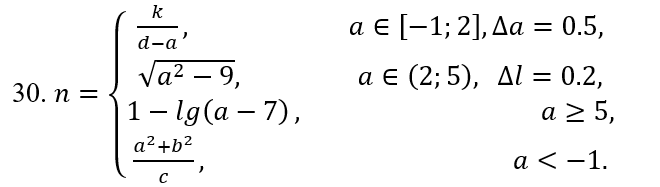 30. n = { k/(d−a), a ∈ [−1; 2], Δa = 0.5,
√(a² − 9), a ∈ (2; 5), Δl = 0.2,
1 − lg(a − 7), a ≥ 5,
(a²+b²)/c, a < −1.